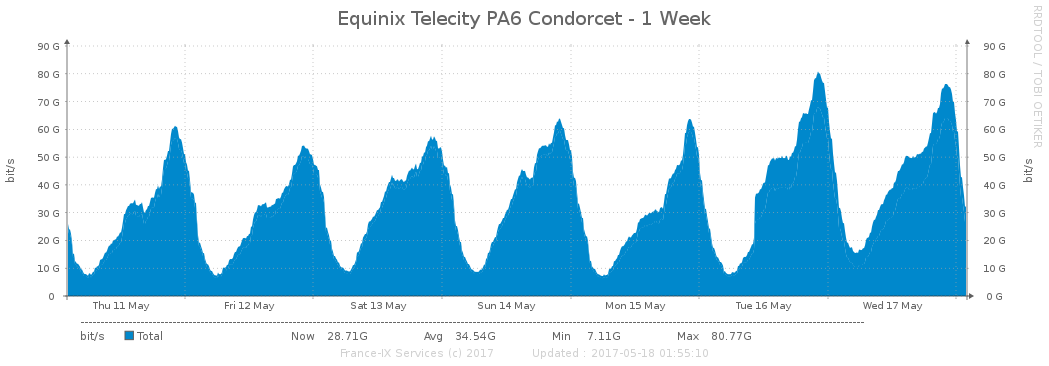 Equinix Telecity PA6 Condorcet - 1 Week
RRDTOOL / TOBI OETIKER
90 G 90 G
80 G 80 G
70 G 70 G
60 G 60 G
50 G 50 G
40 G 40 G
30 G 30 G
20 G 20 G
10 G 10 G
0 0 G
bit/s
bit/s
Thu 11 May Fri 12 May Sat 13 May Sun 14 May Mon 15 May Tue 16 May Wed 17 May
bit/s Total Now 28.71G Avg 34.54G Min 7.11G Max 80.77G
France-IX Services (c) 2017 Updated : 2017-05-18 01:55:10